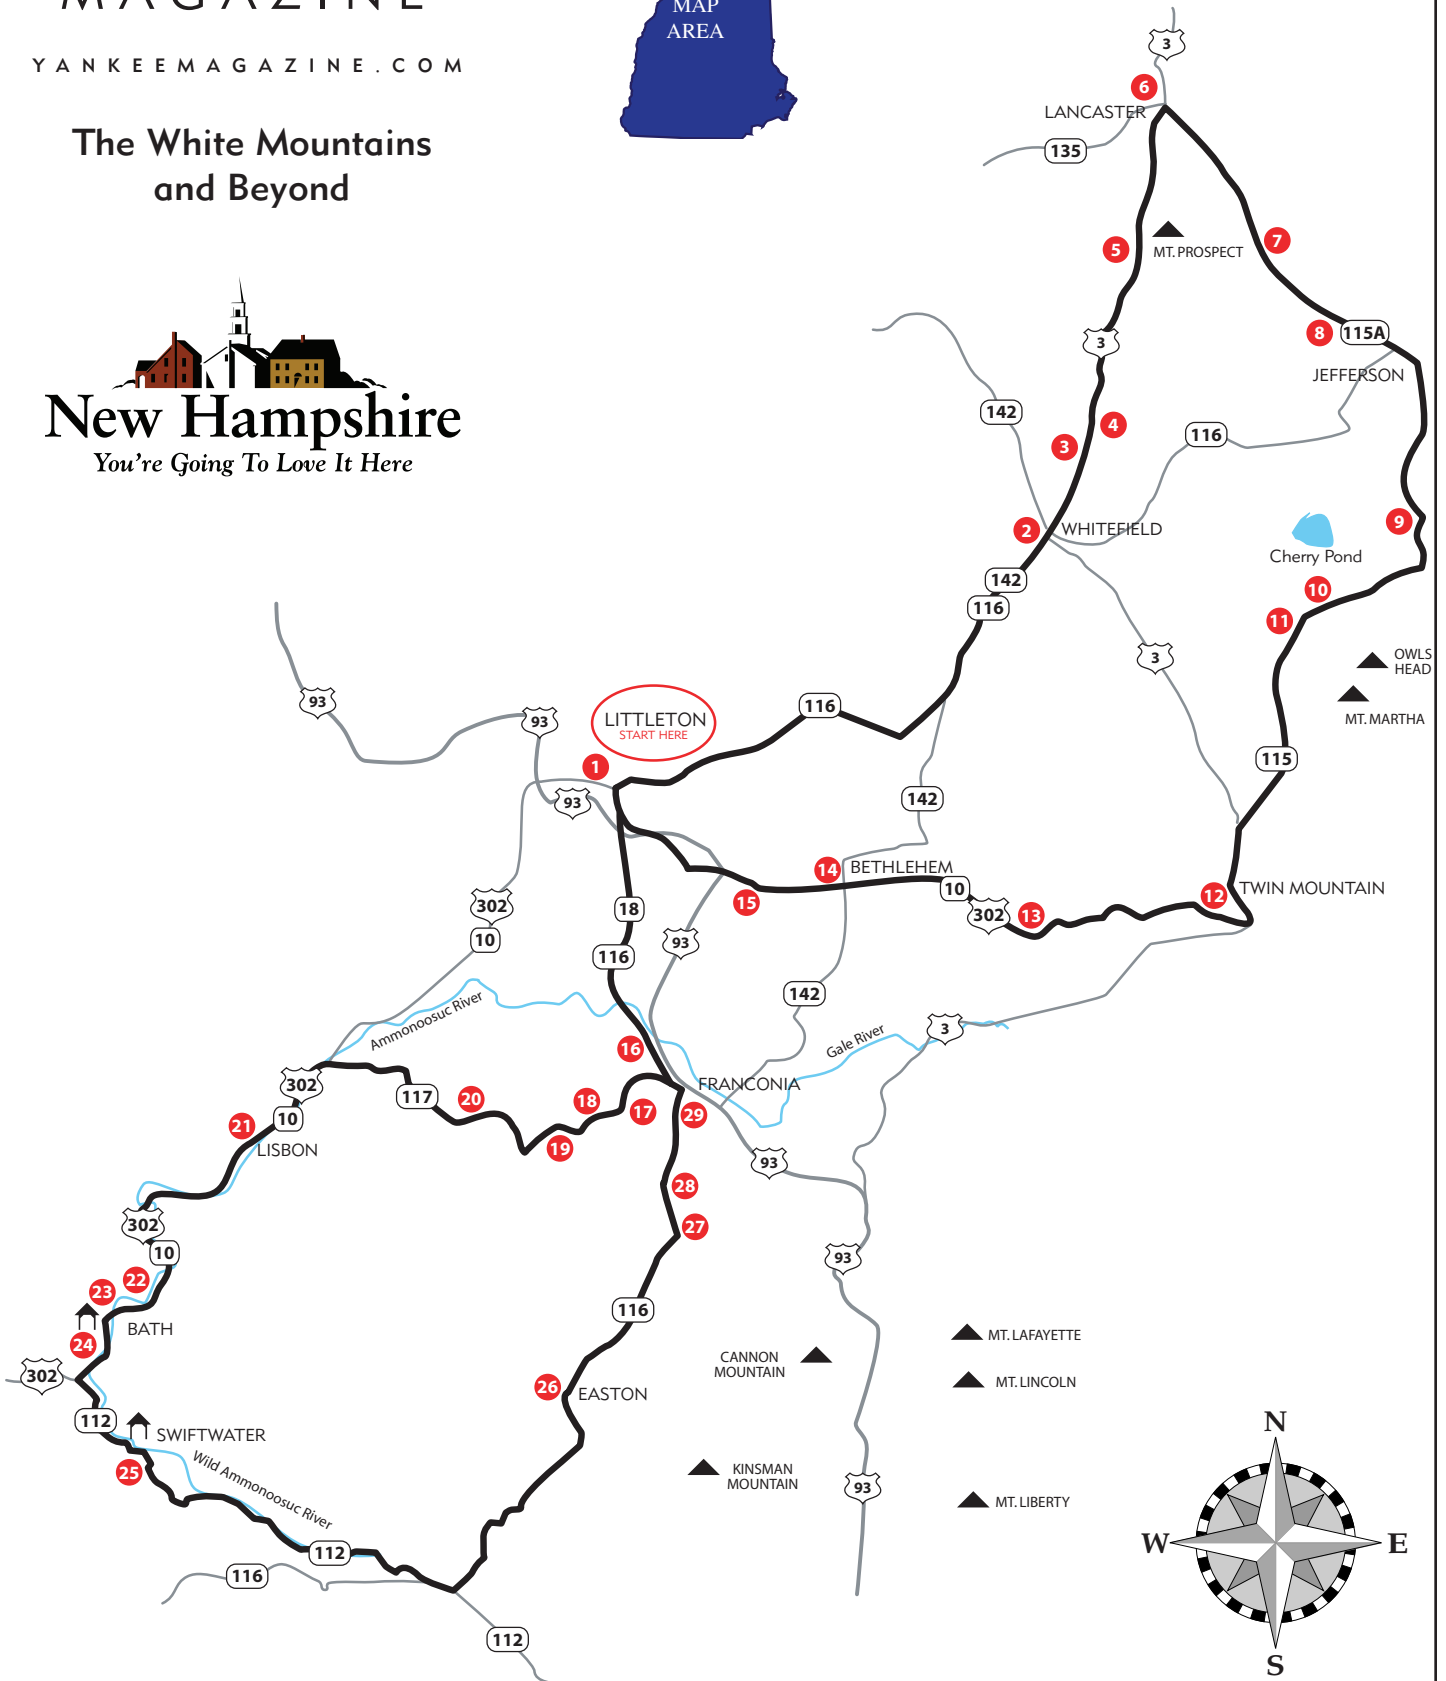 MAGAZINE
YANKEEMAGAZINE.COM
The White Mountains
and Beyond
MAP
AREA
New Hampshire
You're Going To Love It Here
3
6
LANCASTER
135
5
MT. PROSPECT
7
8
115A
JEFFERSON
3
142
4
3
116
2
WHITEFIELD
9
Cherry Pond
142
116
10
11
3
OWLS
HEAD
MT. MARTHA
93
93
LITTLETON
START HERE
116
1
93
115
142
14
BETHLEHEM
10
302
13
12
TWIN MOUNTAIN
15
302
10
18
116
93
142
Ammonoosuc River
Gale River
3
16
FRANCONIA
302
117
20
18
17
29
10
21
LISBON
19
93
28
27
302
10
22
23
93
BATH
24
116
302
MT. LAFAYETTE
CANNON
MOUNTAIN
MT. LINCOLN
26
EASTON
112
SWIFTWATER
25
Wild Ammonoosuc River
KINSMAN
MOUNTAIN
93
MT. LIBERTY
N
W
E
S
112
116
112